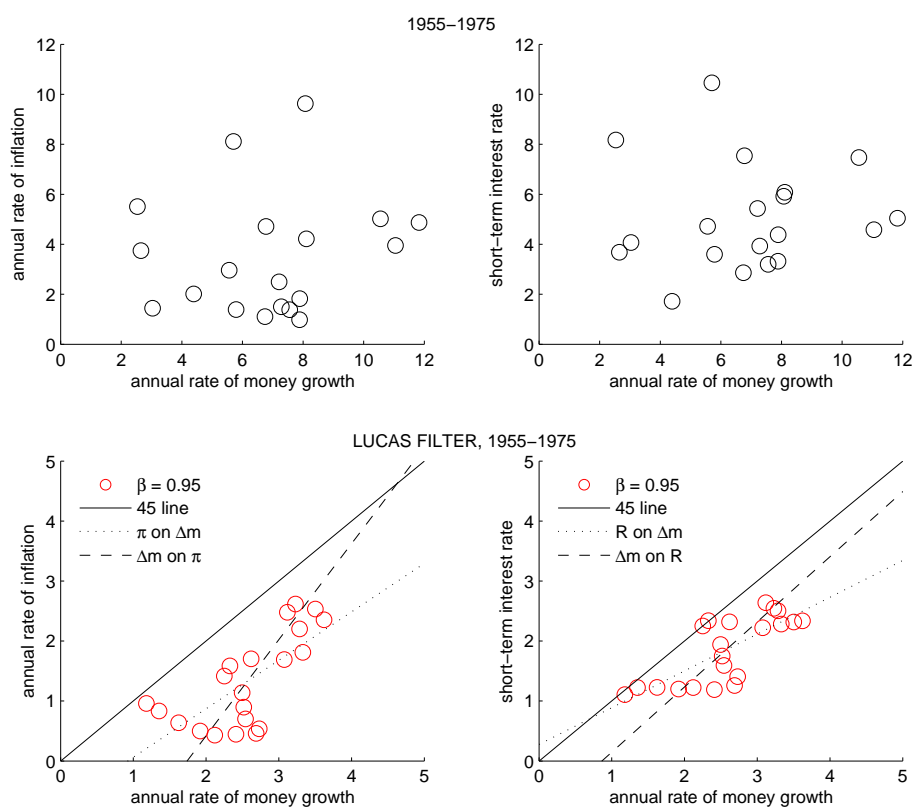 1955−1975
annual rate of inflation
12
10
8
6
4
2
0
0 2 4 6 8 10 12
annual rate of money growth
short−term interest rate
12
10
8
6
4
2
0
0 2 4 6 8 10 12
annual rate of money growth
LUCAS FILTER, 1955−1975
annual rate of inflation
5
4
3
2
1
0
β = 0.95
45 line
π on Δm
Δm on π
0 1 2 3 4 5
annual rate of money growth
short−term interest rate
5
4
3
2
1
0
β = 0.95
45 line
R on Δm
Δm on R
0 1 2 3 4 5
annual rate of money growth